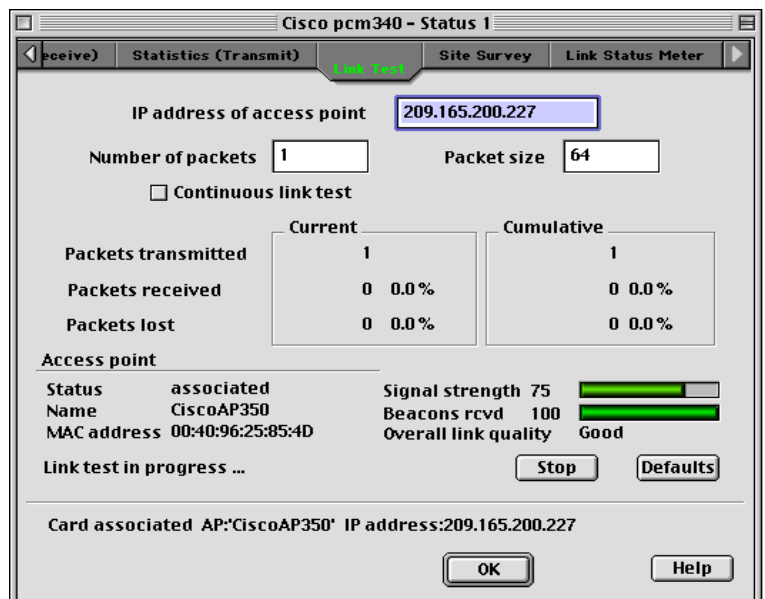 Cisco pcm340 - Status 1
eceive) Statistics (Transmit) Link Test Site Survey Link Status Meter
IP address of access point 209.165.200.227
Number of packets 1 Packet size 64
Continuous link test
Current Cumulative
Packets transmitted 1 1
Packets received 0 0.0% 0 0.0%
Packets lost 0 0.0% 0 0.0%
Access point
Status associated Signal strength 75
Name CiscoAP350 Beacons rcvd 100
MAC address 00:40:96:25:85:4D Overall link quality Good
Link test in progress ... Stop Defaults
Card associated AP:'CiscoAP350' IP address:209.165.200.227
OK Help